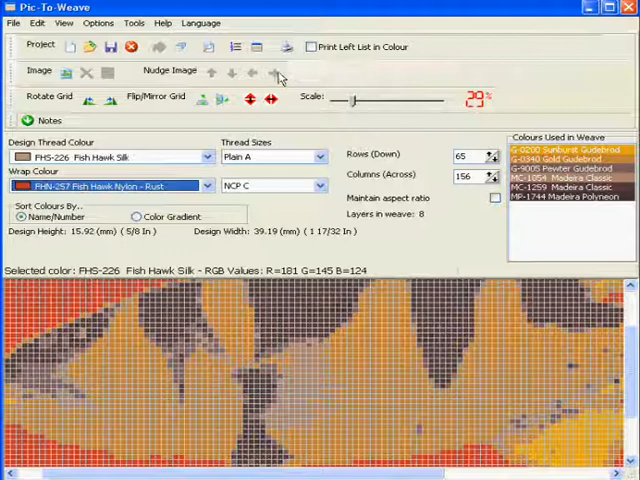 Pic-To-Weave
File Edit View Options Tools Help Language
Project Print Left List in Colour
Image Nudge Image
Rotate Grid Flip/Mirror Grid Scale: 29 %
Notes
Design Thread Colour Thread Sizes Colours Used in Weave
FHS-226 Fish Hawk Silk Plain A Rows (Down) 65 G-0200 Sunburst Gudebrod
G-0340 Gold Gudebrod
Wrap Colour Columns (Across) 156 G-9005 Pewter Gudebrod
MC-1054 Madeira Classic
FHN-257 Fish Hawk Nylon - Rust NCP C MC-1259 Madeira Classic
Maintain aspect ratio MP-1744 Madeira Polyneon
Sort Colours By...
Name/Number Color Gradient Layers in weave: 8
Design Height: 15.92 (mm) ( 5/8 In ) Design Width: 39.19 (mm) ( 1 17/32 In )
Selected color: FHS-226 Fish Hawk Silk - RGB Values: R=181 G=145 B=124